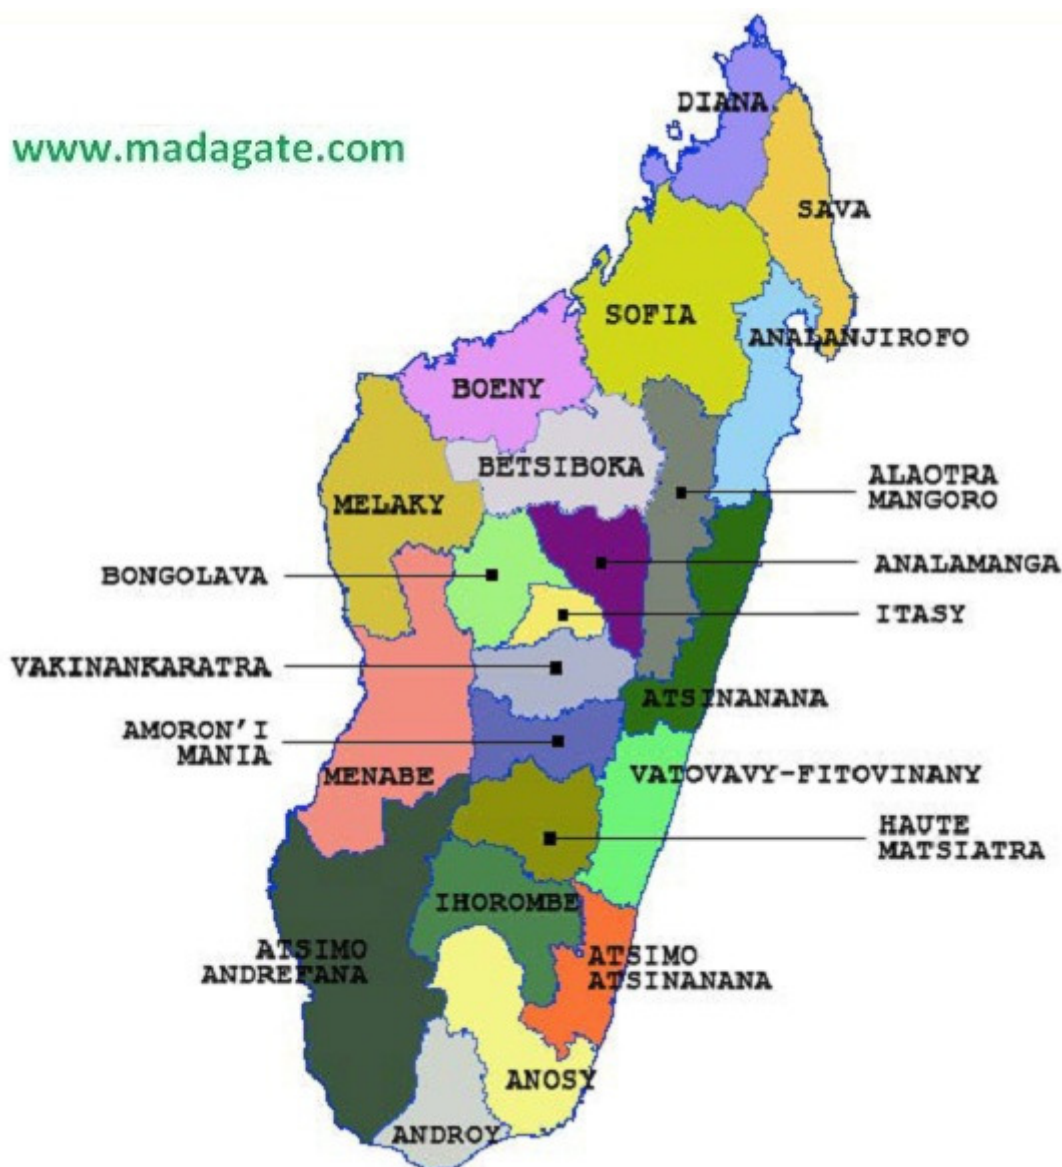 DIANA
www.madagate.com
SAVA
SOFIA
ANALANJIROFO
BOENY
BETSIBOKA
ALAOTRA
MANGORO
MELAKY
ANALAMANGA
BONGOLAVA
ITASY
VAKINANKARATRA
ATSINANANA
AMORON'I
MANIA
MENABE
VATOVAVY-FITOVINANY
HAUTE
MATSIATRA
IHOROMBE
ATSIMO
ANDREFANA
ATSIMO
ATSINANANA
ANOSY
ANDROY